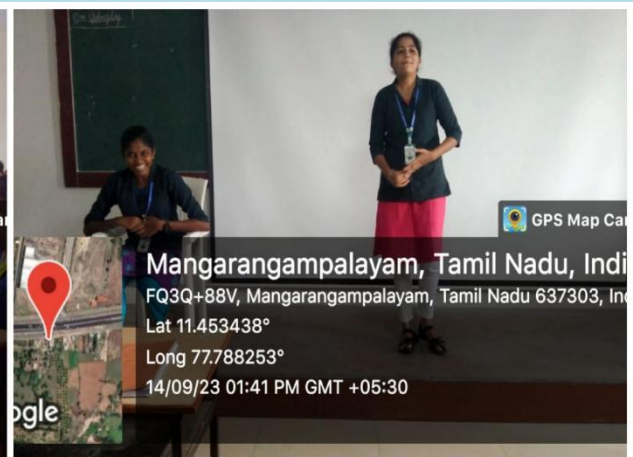 GPS Map Ca
Mangarangampalayam, Tamil Nadu, Indi
FQ3Q+88V, Mangarangampalayam, Tamil Nadu 637303, In
Lat 11.453438°
Long 77.788253°
14/09/23 01:41 PM GMT +05:30
ogle